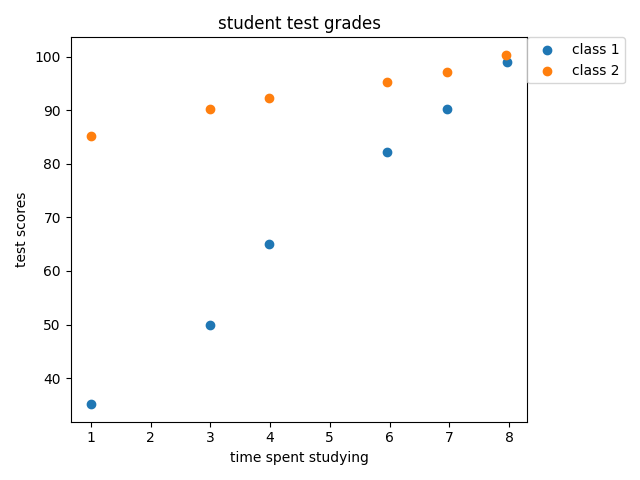 student test grades
class 1
class 2
100
90
80
70
60
50
40
test scores
1 2 3 4 5 6 7 8
time spent studying